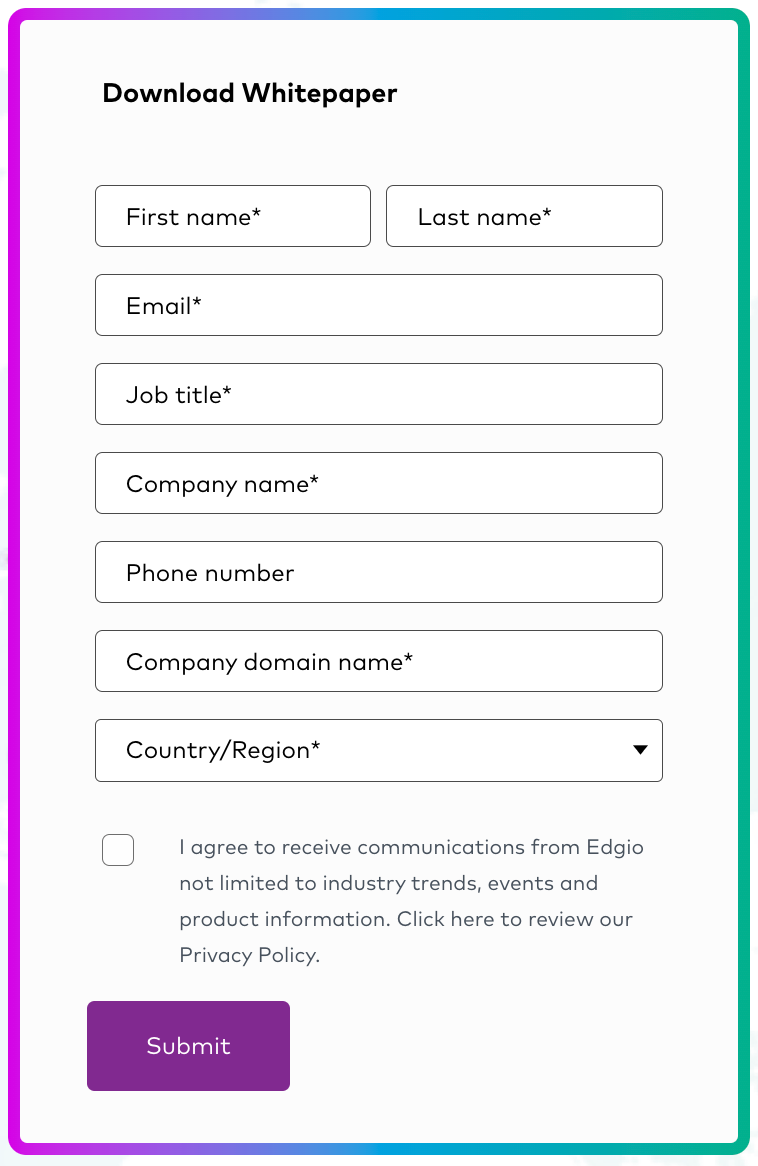 Download Whitepaper
First name* Last name*
Email*
Job title*
Company name*
Phone number
Company domain name*
Country/Region*
I agree to receive communications from Edgio
not limited to industry trends, events and
product information. Click here to review our
Privacy Policy.
Submit